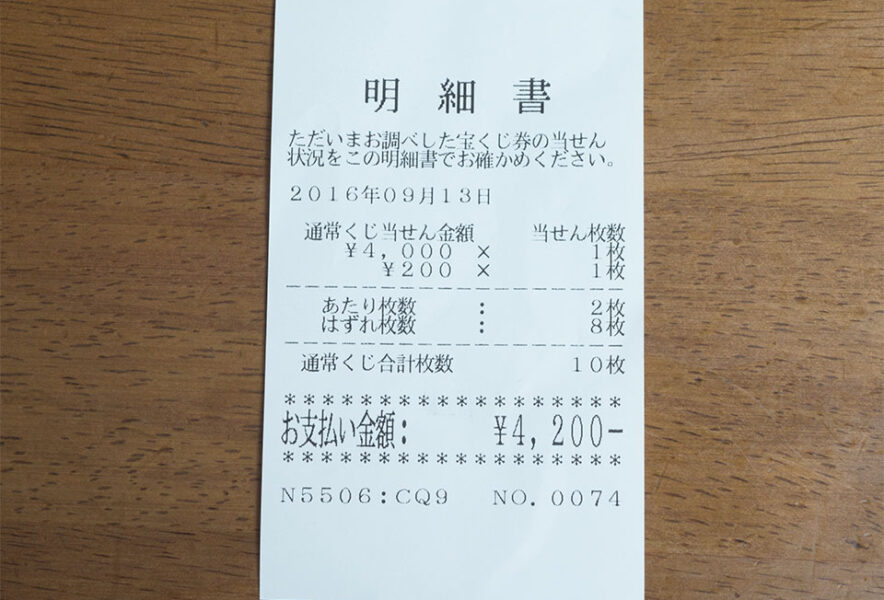 明細書
ただいまお調べした宝くじ券の当せん
状況をこの明細書でお確かめください。
2016年09月13日
通常くじ当せん金額 当せん枚数
¥4,000 × 1枚
¥200 × 1枚
あたり枚数 : 2枚
はずれ枚数 : 8枚
通常くじ合計枚数 10枚
******************
お支払い金額: ¥4,200-
******************
N5506:CQ9 NO.0074